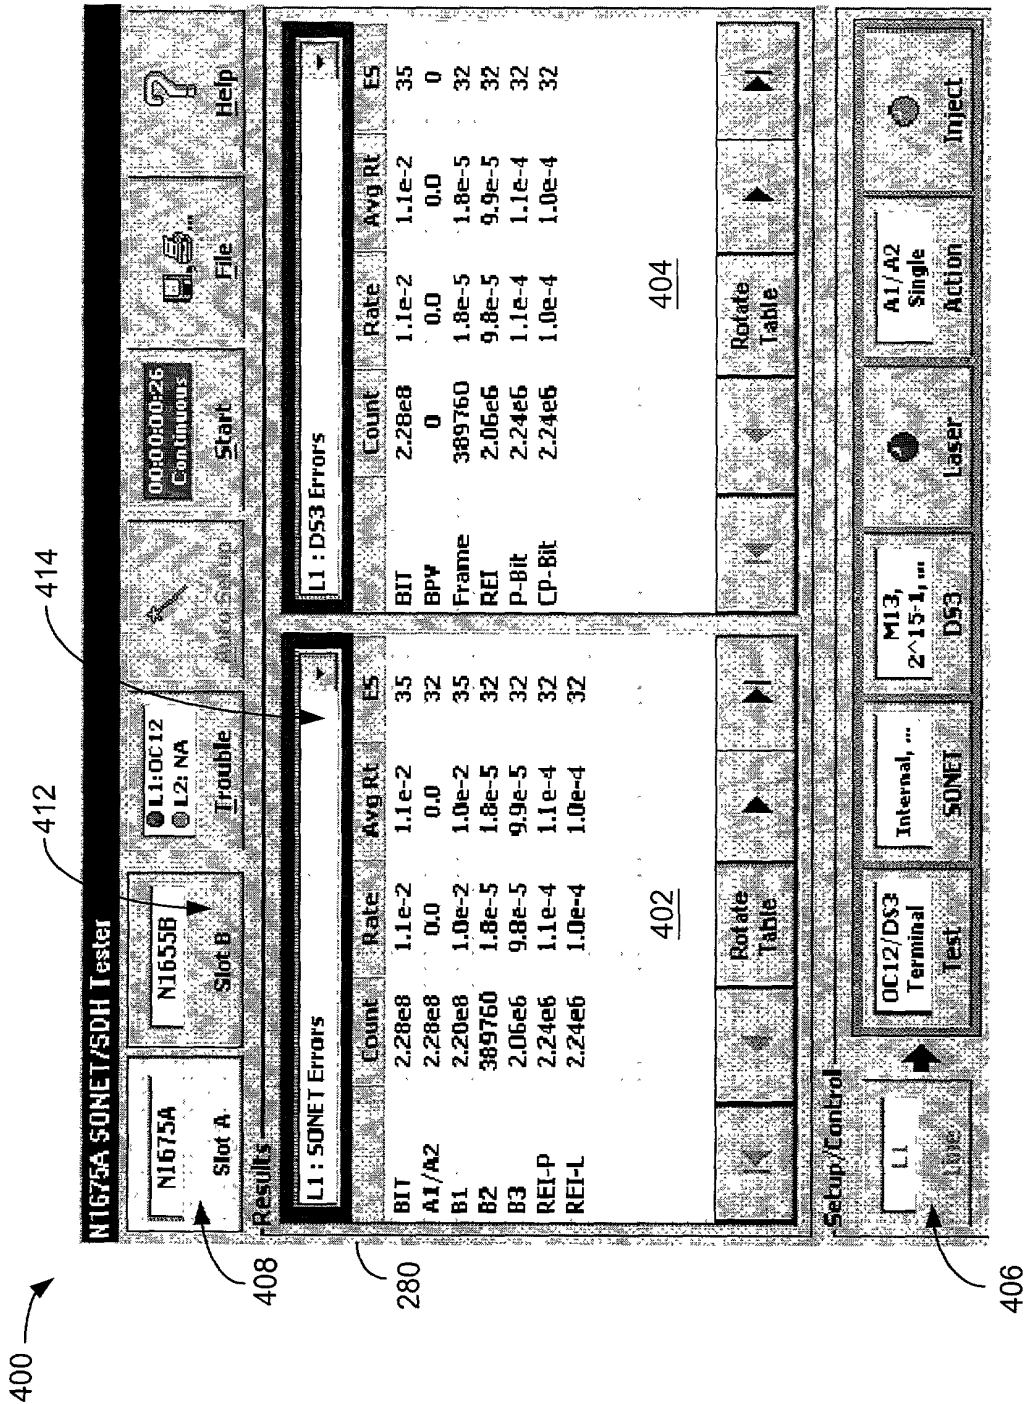 400
N1675A SONET/SDH Tester
N1675A
Slot A
N1655B
Slot B
L1:OC12
L2: NA
Trouble
Auto Setup
00:00:00:26
Continuous
Start
File
Help
408
412
414
280
Results
L1 : SONET Errors
Count Rate Avg Rt ES
BIT 2.28e8 1.1e-2 1.1e-2 35
A1/A2 2.28e8 0.0 0.0 32
B1 2.20e8 1.0e-2 1.0e-2 35
B2 389760 1.8e-5 1.8e-5 32
B3 2.06e6 9.8e-5 9.9e-5 32
REI-P 2.24e6 1.1e-4 1.1e-4 32
REI-L 2.24e6 1.0e-4 1.0e-4 32
402
Rotate
Table
L1 : DS3 Errors
Count Rate Avg Rt ES
BIT 2.28e8 1.1e-2 1.1e-2 35
BPV 0 0.0 0.0 0
Frame 389760 1.8e-5 1.8e-5 32
REI 2.06e6 9.8e-5 9.9e-5 32
P-Bit 2.24e6 1.1e-4 1.1e-4 32
CP-Bit 2.24e6 1.0e-4 1.0e-4 32
404
Rotate
Table
Setup/Control
L1
Line
OC12/DS3
Terminal
Test
Internal, ...
SONET
M13,
2^15-1, ...
DS3
Laser
A1/A2
Single
Action
Inject
406